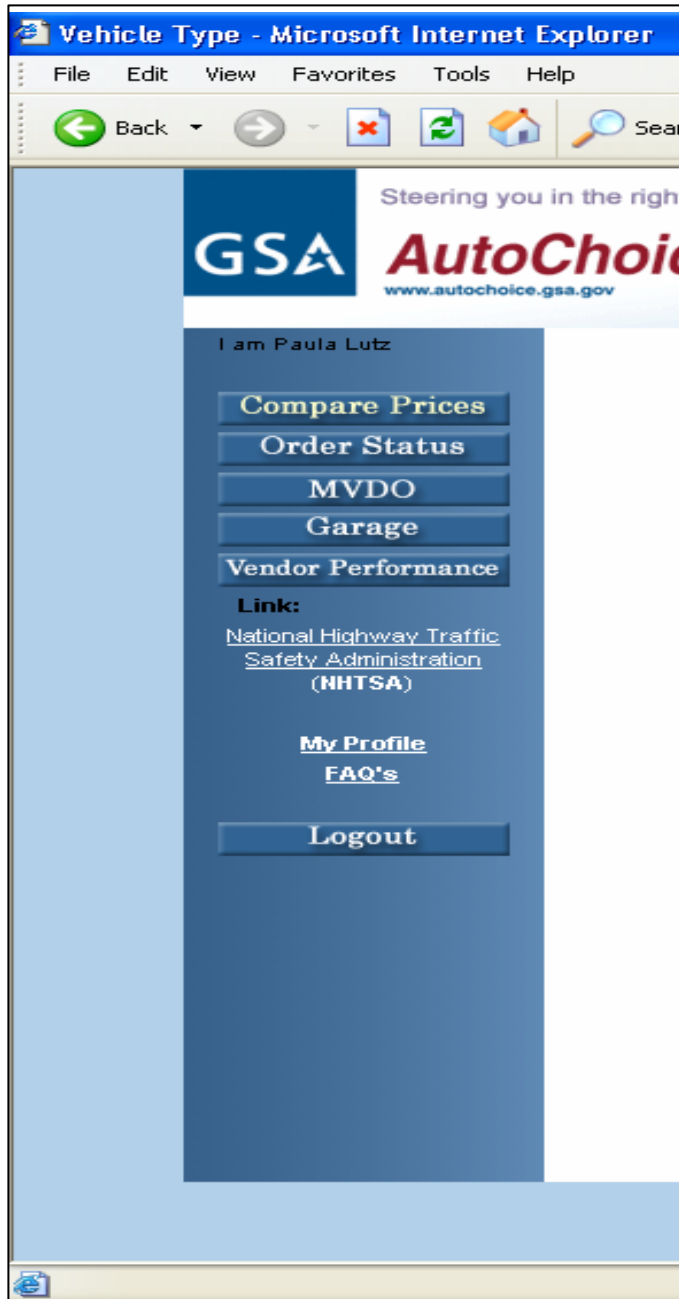 Vehicle Type - Microsoft Internet Explorer
File Edit View Favorites Tools Help
Back
Steering you in the
GSA
www.autochoice.gsa.gov
I am Paula Lutz
Compare Prices
Order Status
MVDO
Garage
Vendor Performance
Link:
National Highway Traffic
Safety Administration
(NHTSA)
My Profile
FAQ's
Logout